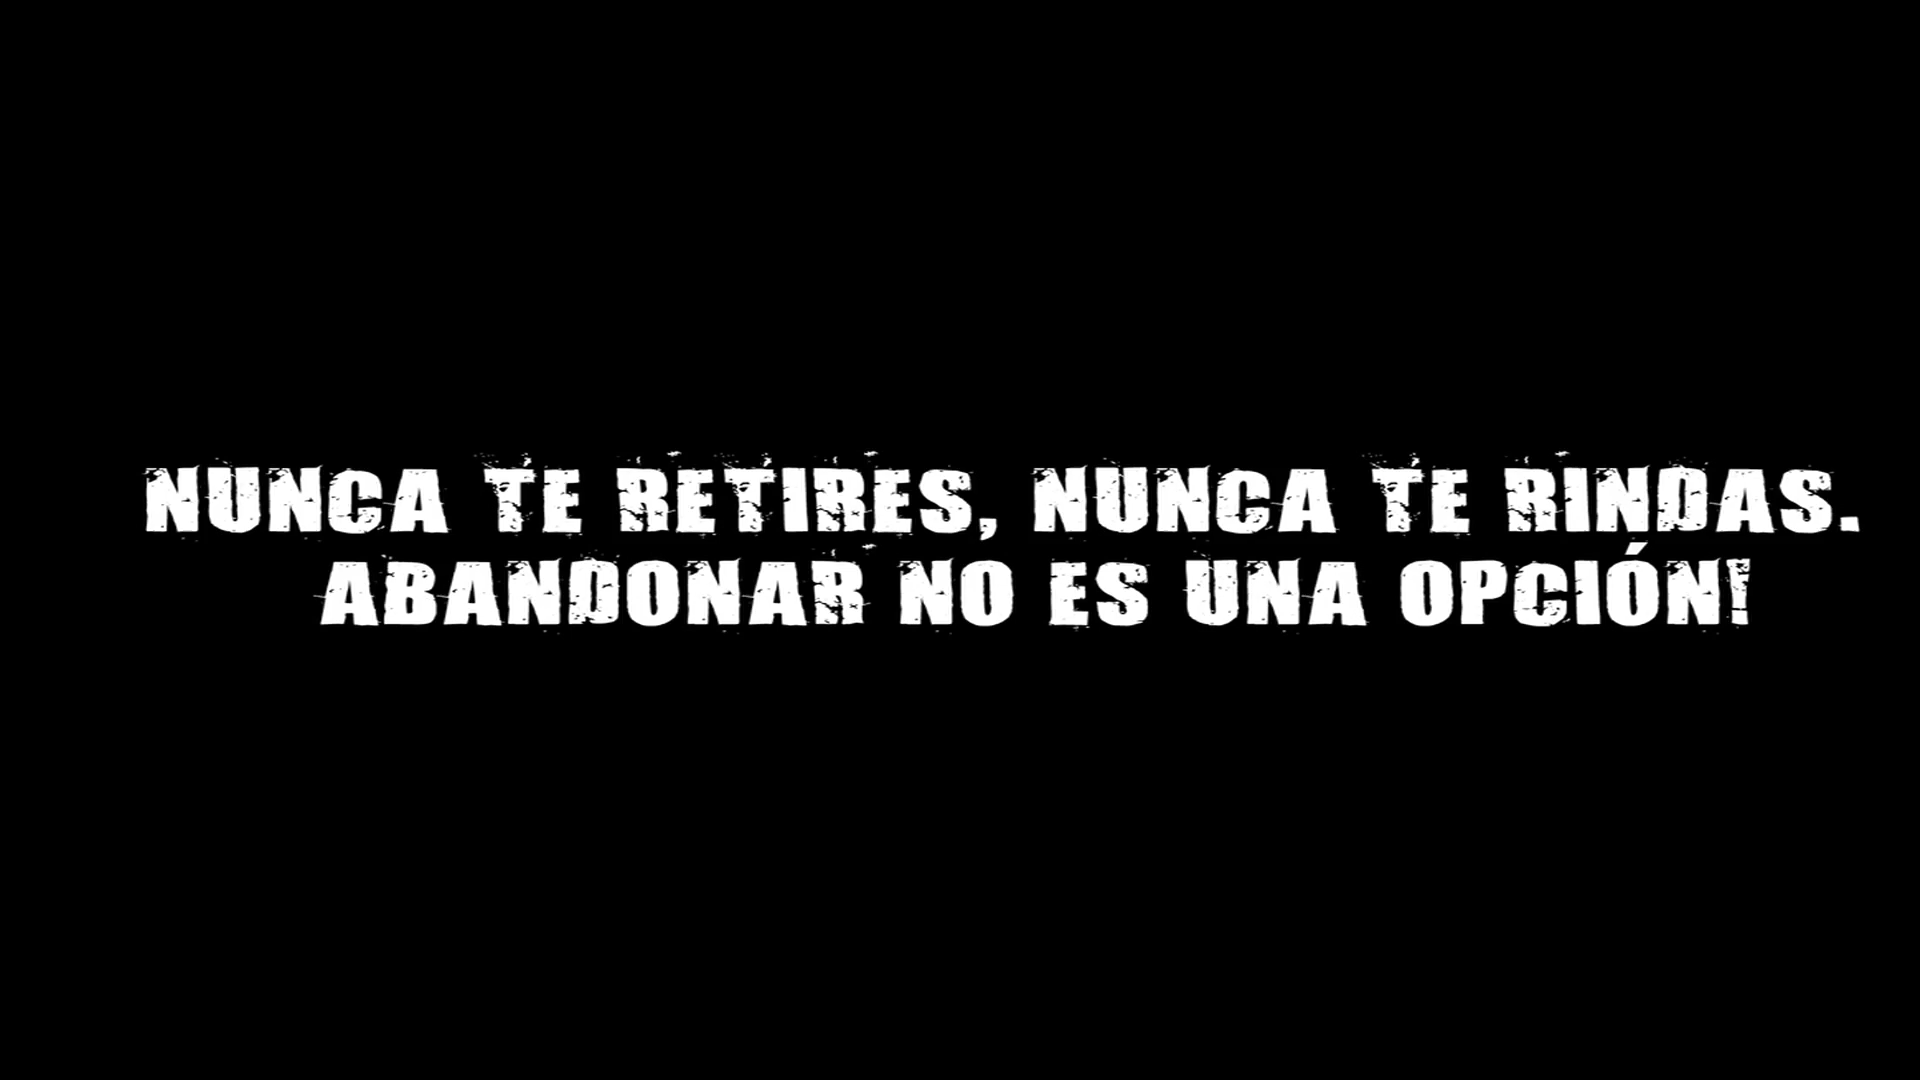 NUNCA TE RETIRES, NUNCA TE RINDAS.
ABANDONAR NO ES UNA OPCIÓN!